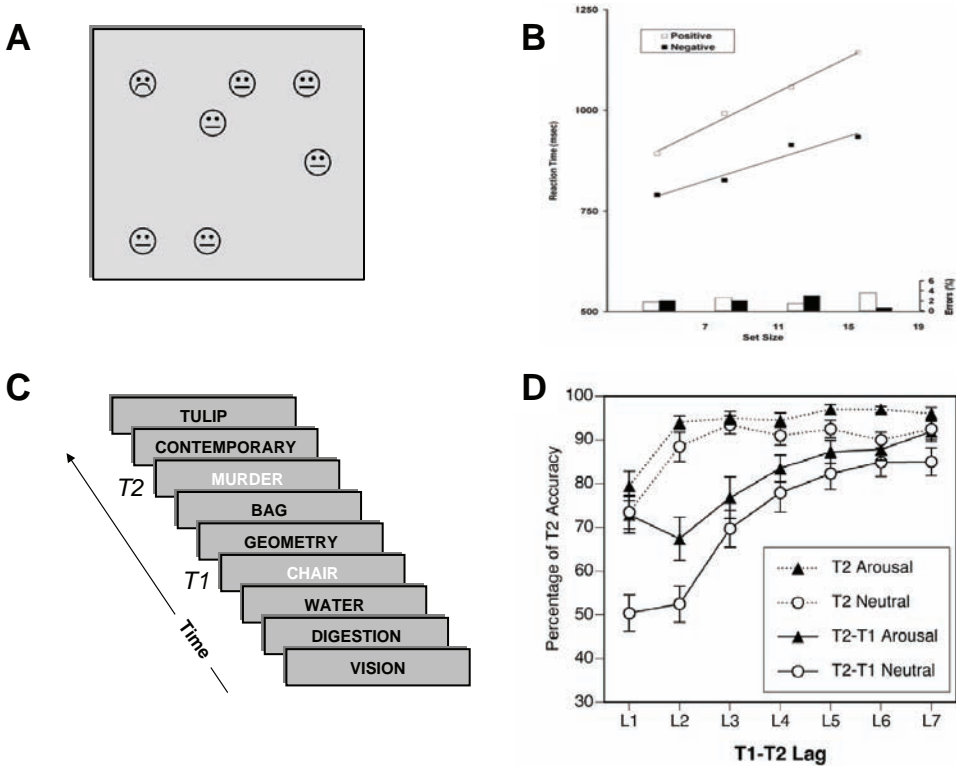 A
B
1250
Positive
Negative
1000
Reaction Time (msec)
750
500
6
4
2
0
Errors (%)
7
11
15
19
Set Size
C
TULIP
CONTEMPORARY
T2
MURDER
BAG
GEOMETRY
T1
CHAIR
WATER
DIGESTION
VISION
Time
D
100
90
80
70
60
50
40
30
Percentage of T2 Accuracy
T2 Arousal
T2 Neutral
T2-T1 Arousal
T2-T1 Neutral
L1 L2 L3 L4 L5 L6 L7
T1-T2 Lag